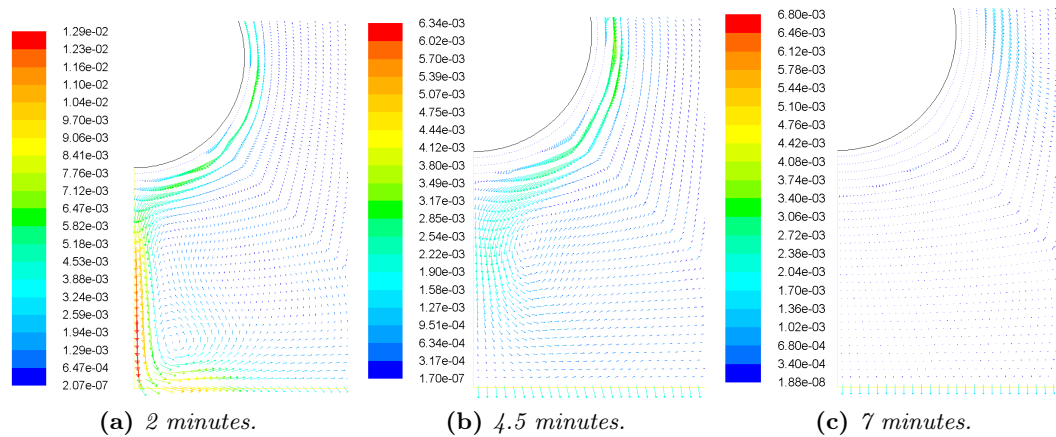 1.29e-02
1.23e-02
1.16e-02
1.10e-02
1.04e-02
9.70e-03
9.06e-03
8.41e-03
7.76e-03
7.12e-03
6.47e-03
5.82e-03
5.18e-03
4.53e-03
3.88e-03
3.24e-03
2.59e-03
1.94e-03
1.29e-03
6.47e-04
2.07e-07
(a) 2 minutes.
6.34e-03
6.02e-03
5.70e-03
5.39e-03
5.07e-03
4.75e-03
4.44e-03
4.12e-03
3.80e-03
3.49e-03
3.17e-03
2.85e-03
2.54e-03
2.22e-03
1.90e-03
1.58e-03
1.27e-03
9.51e-04
6.34e-04
3.17e-04
1.70e-07
(b) 4.5 minutes.
6.80e-03
6.46e-03
6.12e-03
5.78e-03
5.44e-03
5.10e-03
4.76e-03
4.42e-03
4.08e-03
3.74e-03
3.40e-03
3.06e-03
2.72e-03
2.38e-03
2.04e-03
1.70e-03
1.36e-03
1.02e-03
6.80e-04
3.40e-04
1.88e-08
(c) 7 minutes.